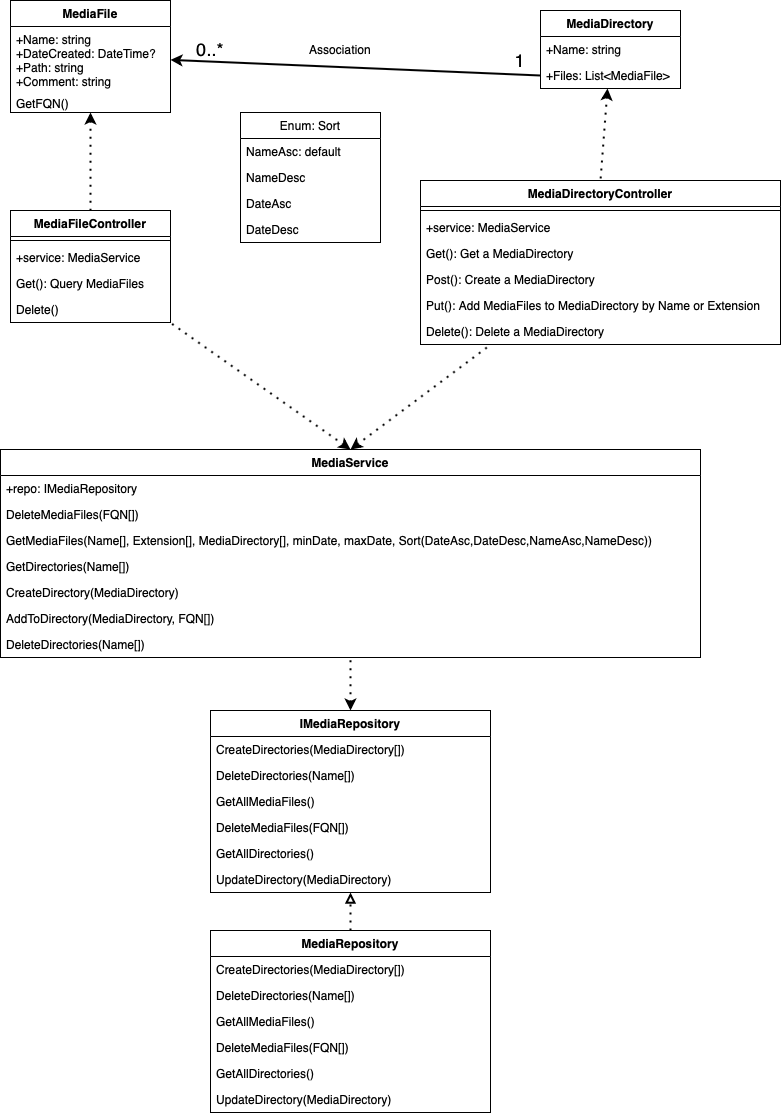 MediaFile
+Name: string
+DateCreated: DateTime?
+Path: string
+Comment: string
GetFQN()
0..*
Association
1
MediaDirectory
+Name: string
+Files: List<MediaFile>
Enum: Sort
NameAsc: default
NameDesc
DateAsc
DateDesc
MediaFileController
+service: MediaService
Get(): Query MediaFiles
Delete()
MediaDirectoryController
+service: MediaService
Get(): Get a MediaDirectory
Post(): Create a MediaDirectory
Put(): Add MediaFiles to MediaDirectory by Name or Extension
Delete(): Delete a MediaDirectory
MediaService
+repo: IMediaRepository
DeleteMediaFiles(FQN[])
GetMediaFiles(Name[], Extension[], MediaDirectory[], minDate, maxDate, Sort(DateAsc,DateDesc,NameAsc,NameDesc))
GetDirectories(Name[])
CreateDirectory(MediaDirectory)
AddToDirectory(MediaDirectory, FQN[])
DeleteDirectories(Name[])
IMediaRepository
CreateDirectories(MediaDirectory[])
DeleteDirectories(Name[])
GetAllMediaFiles()
DeleteMediaFiles(FQN[])
GetAllDirectories()
UpdateDirectory(MediaDirectory)
MediaRepository
CreateDirectories(MediaDirectory[])
DeleteDirectories(Name[])
GetAllMediaFiles()
DeleteMediaFiles(FQN[])
GetAllDirectories()
UpdateDirectory(MediaDirectory)